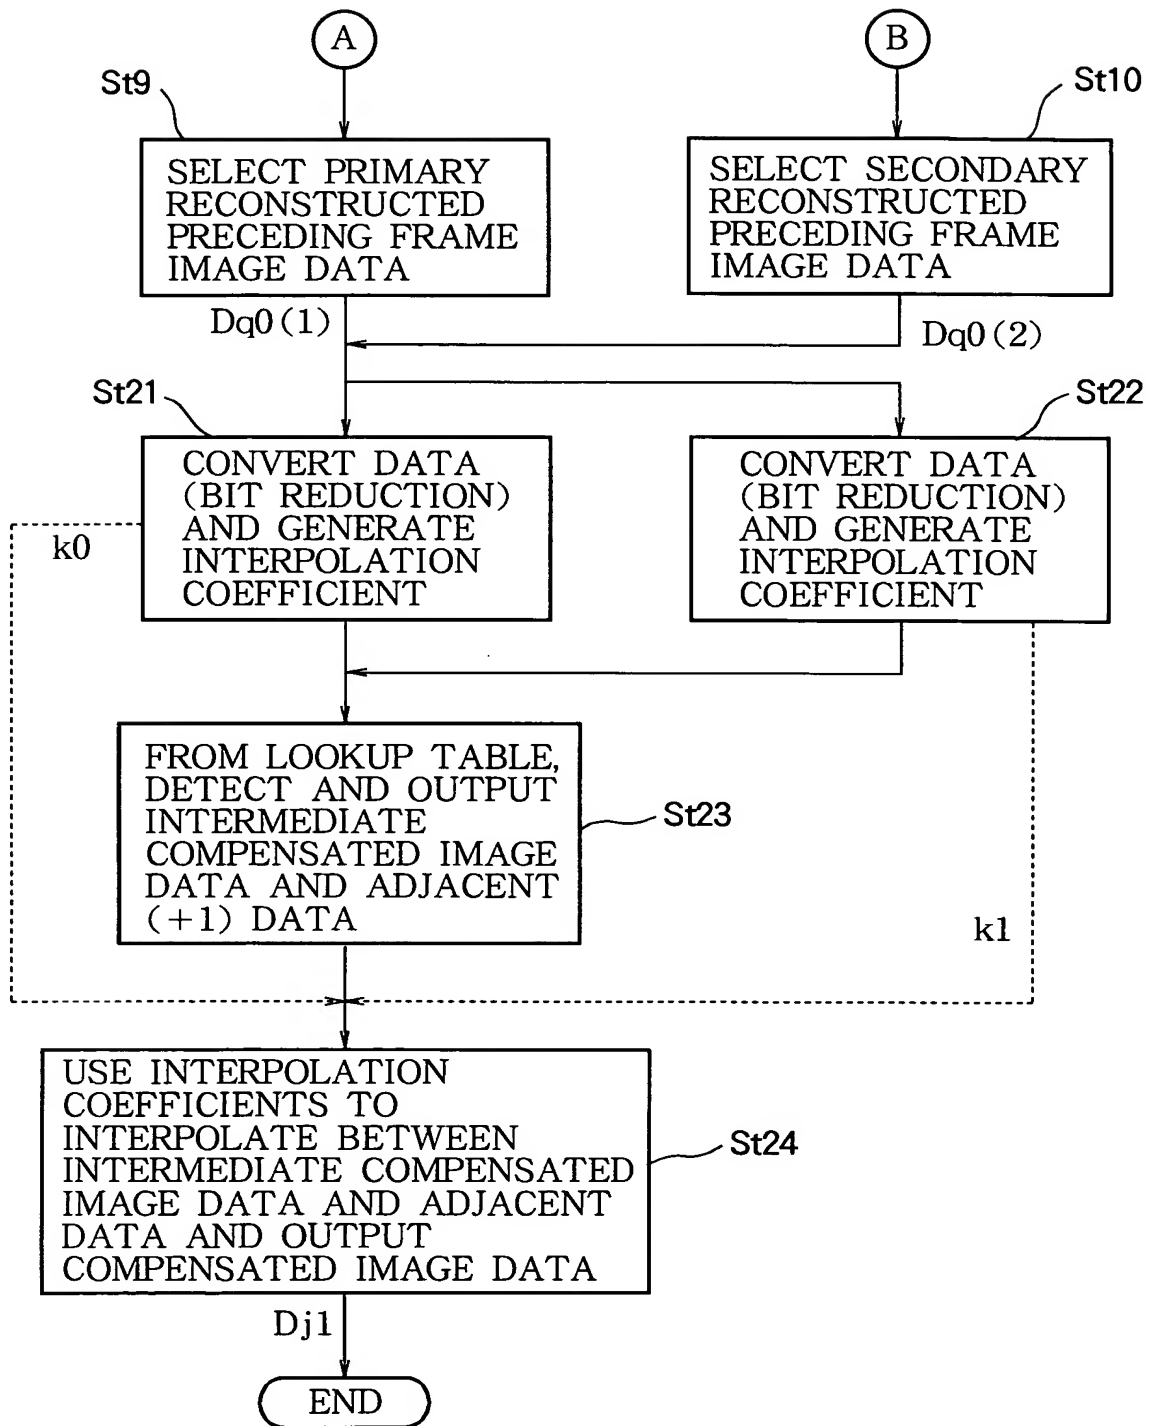 A
B
St9
St10
SELECT PRIMARY
RECONSTRUCTED
PRECEDING FRAME
IMAGE DATA
SELECT SECONDARY
RECONSTRUCTED
PRECEDING FRAME
IMAGE DATA
Dq0(1)
Dq0(2)
St21
St22
CONVERT DATA
(BIT REDUCTION)
AND GENERATE
INTERPOLATION
COEFFICIENT
CONVERT DATA
(BIT REDUCTION)
AND GENERATE
INTERPOLATION
COEFFICIENT
k0
FROM LOOKUP TABLE,
DETECT AND OUTPUT
INTERMEDIATE
COMPENSATED IMAGE
DATA AND ADJACENT
(+1) DATA
St23
k1
USE INTERPOLATION
COEFFICIENTS TO
INTERPOLATE BETWEEN
INTERMEDIATE COMPENSATED
IMAGE DATA AND ADJACENT
DATA AND OUTPUT
COMPENSATED IMAGE DATA
St24
Dj1
END